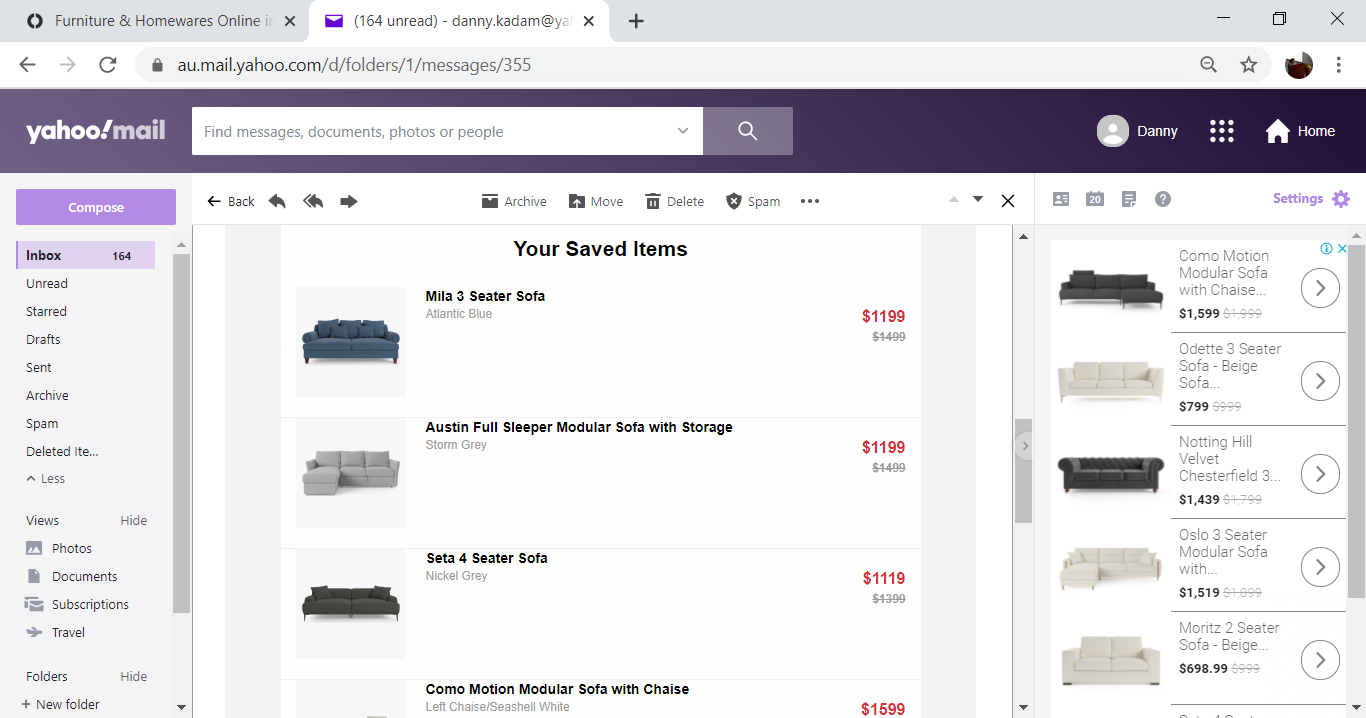 Furniture & Homewares Online in
(164 unread) - danny.kadam@ya
au.mail.yahoo.com/d/folders/1/messages/355
yahoo!mail
Find messages, documents, photos or people
Danny
Home
Compose
Back
Archive
Move
Delete
Spam
20
Settings
Inbox 164
Unread
Starred
Drafts
Sent
Archive
Spam
Deleted Ite...
Less
Views Hide
Photos
Documents
Subscriptions
Travel
Folders Hide
+ New folder
Your Saved Items
Mila 3 Seater Sofa
Atlantic Blue
$1199
$1499
Austin Full Sleeper Modular Sofa with Storage
Storm Grey
$1199
$1499
Seta 4 Seater Sofa
Nickel Grey
$1119
$1399
Como Motion Modular Sofa with Chaise
Left Chaise/Seashell White
$1599
Como Motion
Modular Sofa
with Chaise...
$1,599 $1,999
Odette 3 Seater
Sofa - Beige
Sofa...
$799 $999
Notting Hill
Velvet
Chesterfield 3...
$1,439 $1,799
Oslo 3 Seater
Modular Sofa
with...
$1,519 $1,899
Moritz 2 Seater
Sofa - Beige...
$698.99 $999